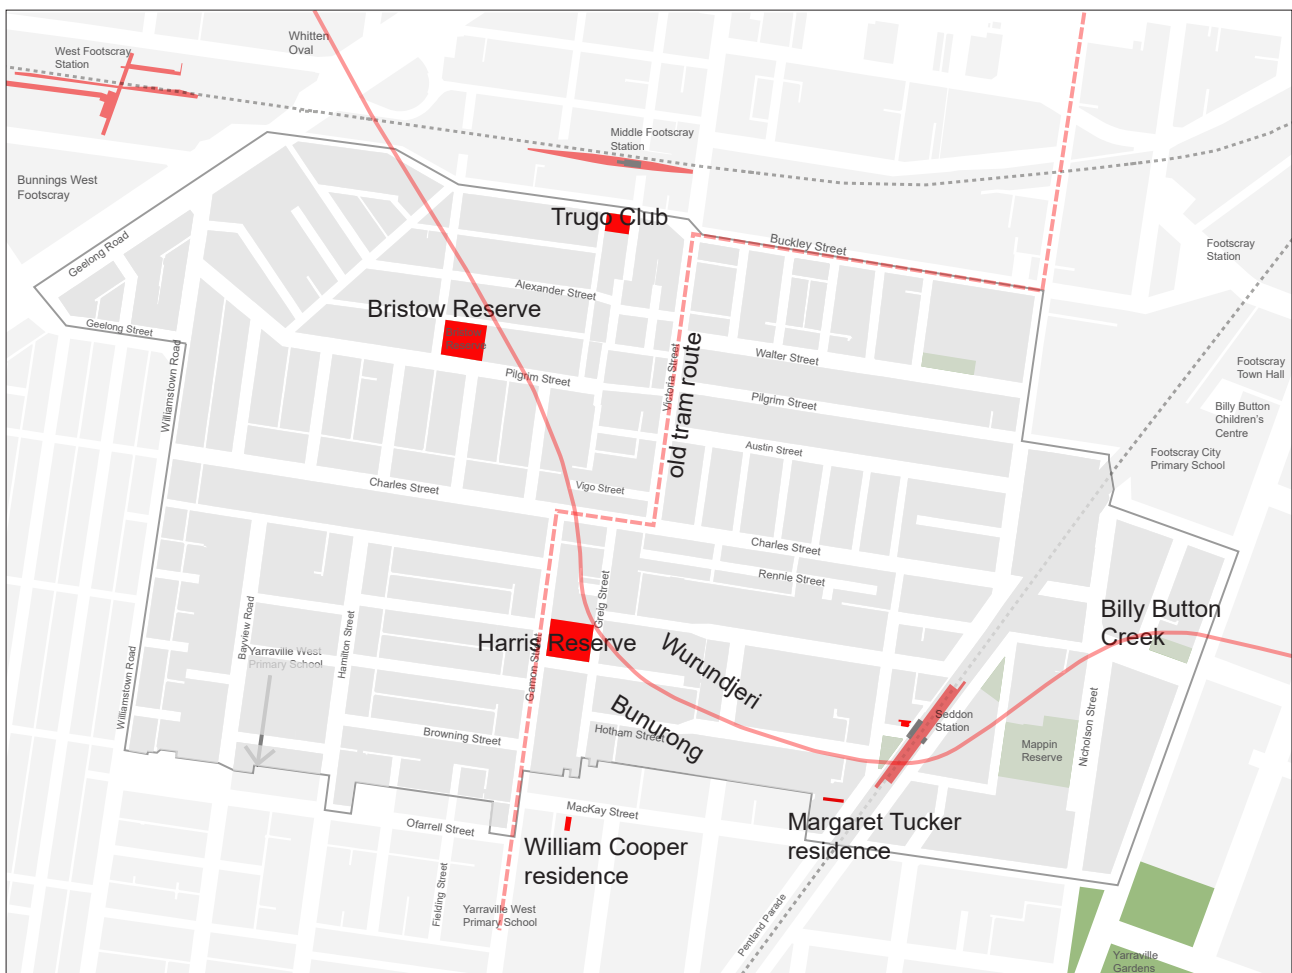 Whitten
Oval
West Footscray
Station
Middle Footscray
Station
Bunnings West
Footscray
Trugo Club
Geelong Road
Buckley Street
Footscray
Station
Alexander Street
Bristow Reserve
Geelong Street
Bristow
Reserve
Williamstown Road
Victoria Street
old tram route
Walter Street
Footscray
Town Hall
Pilgrim Street
Pilgrim Street
Billy Button
Children's
Centre
Austin Street
Footscray City
Primary School
Charles Street
Vigo Street
Charles Street
Rennie Street
Greig Street
Billy Button
Creek
Bayview Road
Hamilton Street
Harris Reserve
Gamon Street
Wurundjeri
Yarraville West
Primary School
Williamstown Road
Bunurong
Seddon
Station
Nicholson Street
Browning Street
Hotham Street
Mappin
Reserve
MacKay Street
Ofarrell Street
Margaret Tucker
residence
William Cooper
residence
Fielding Street
Yarraville West
Primary School
Pentland Parade
Yarraville
Gardens